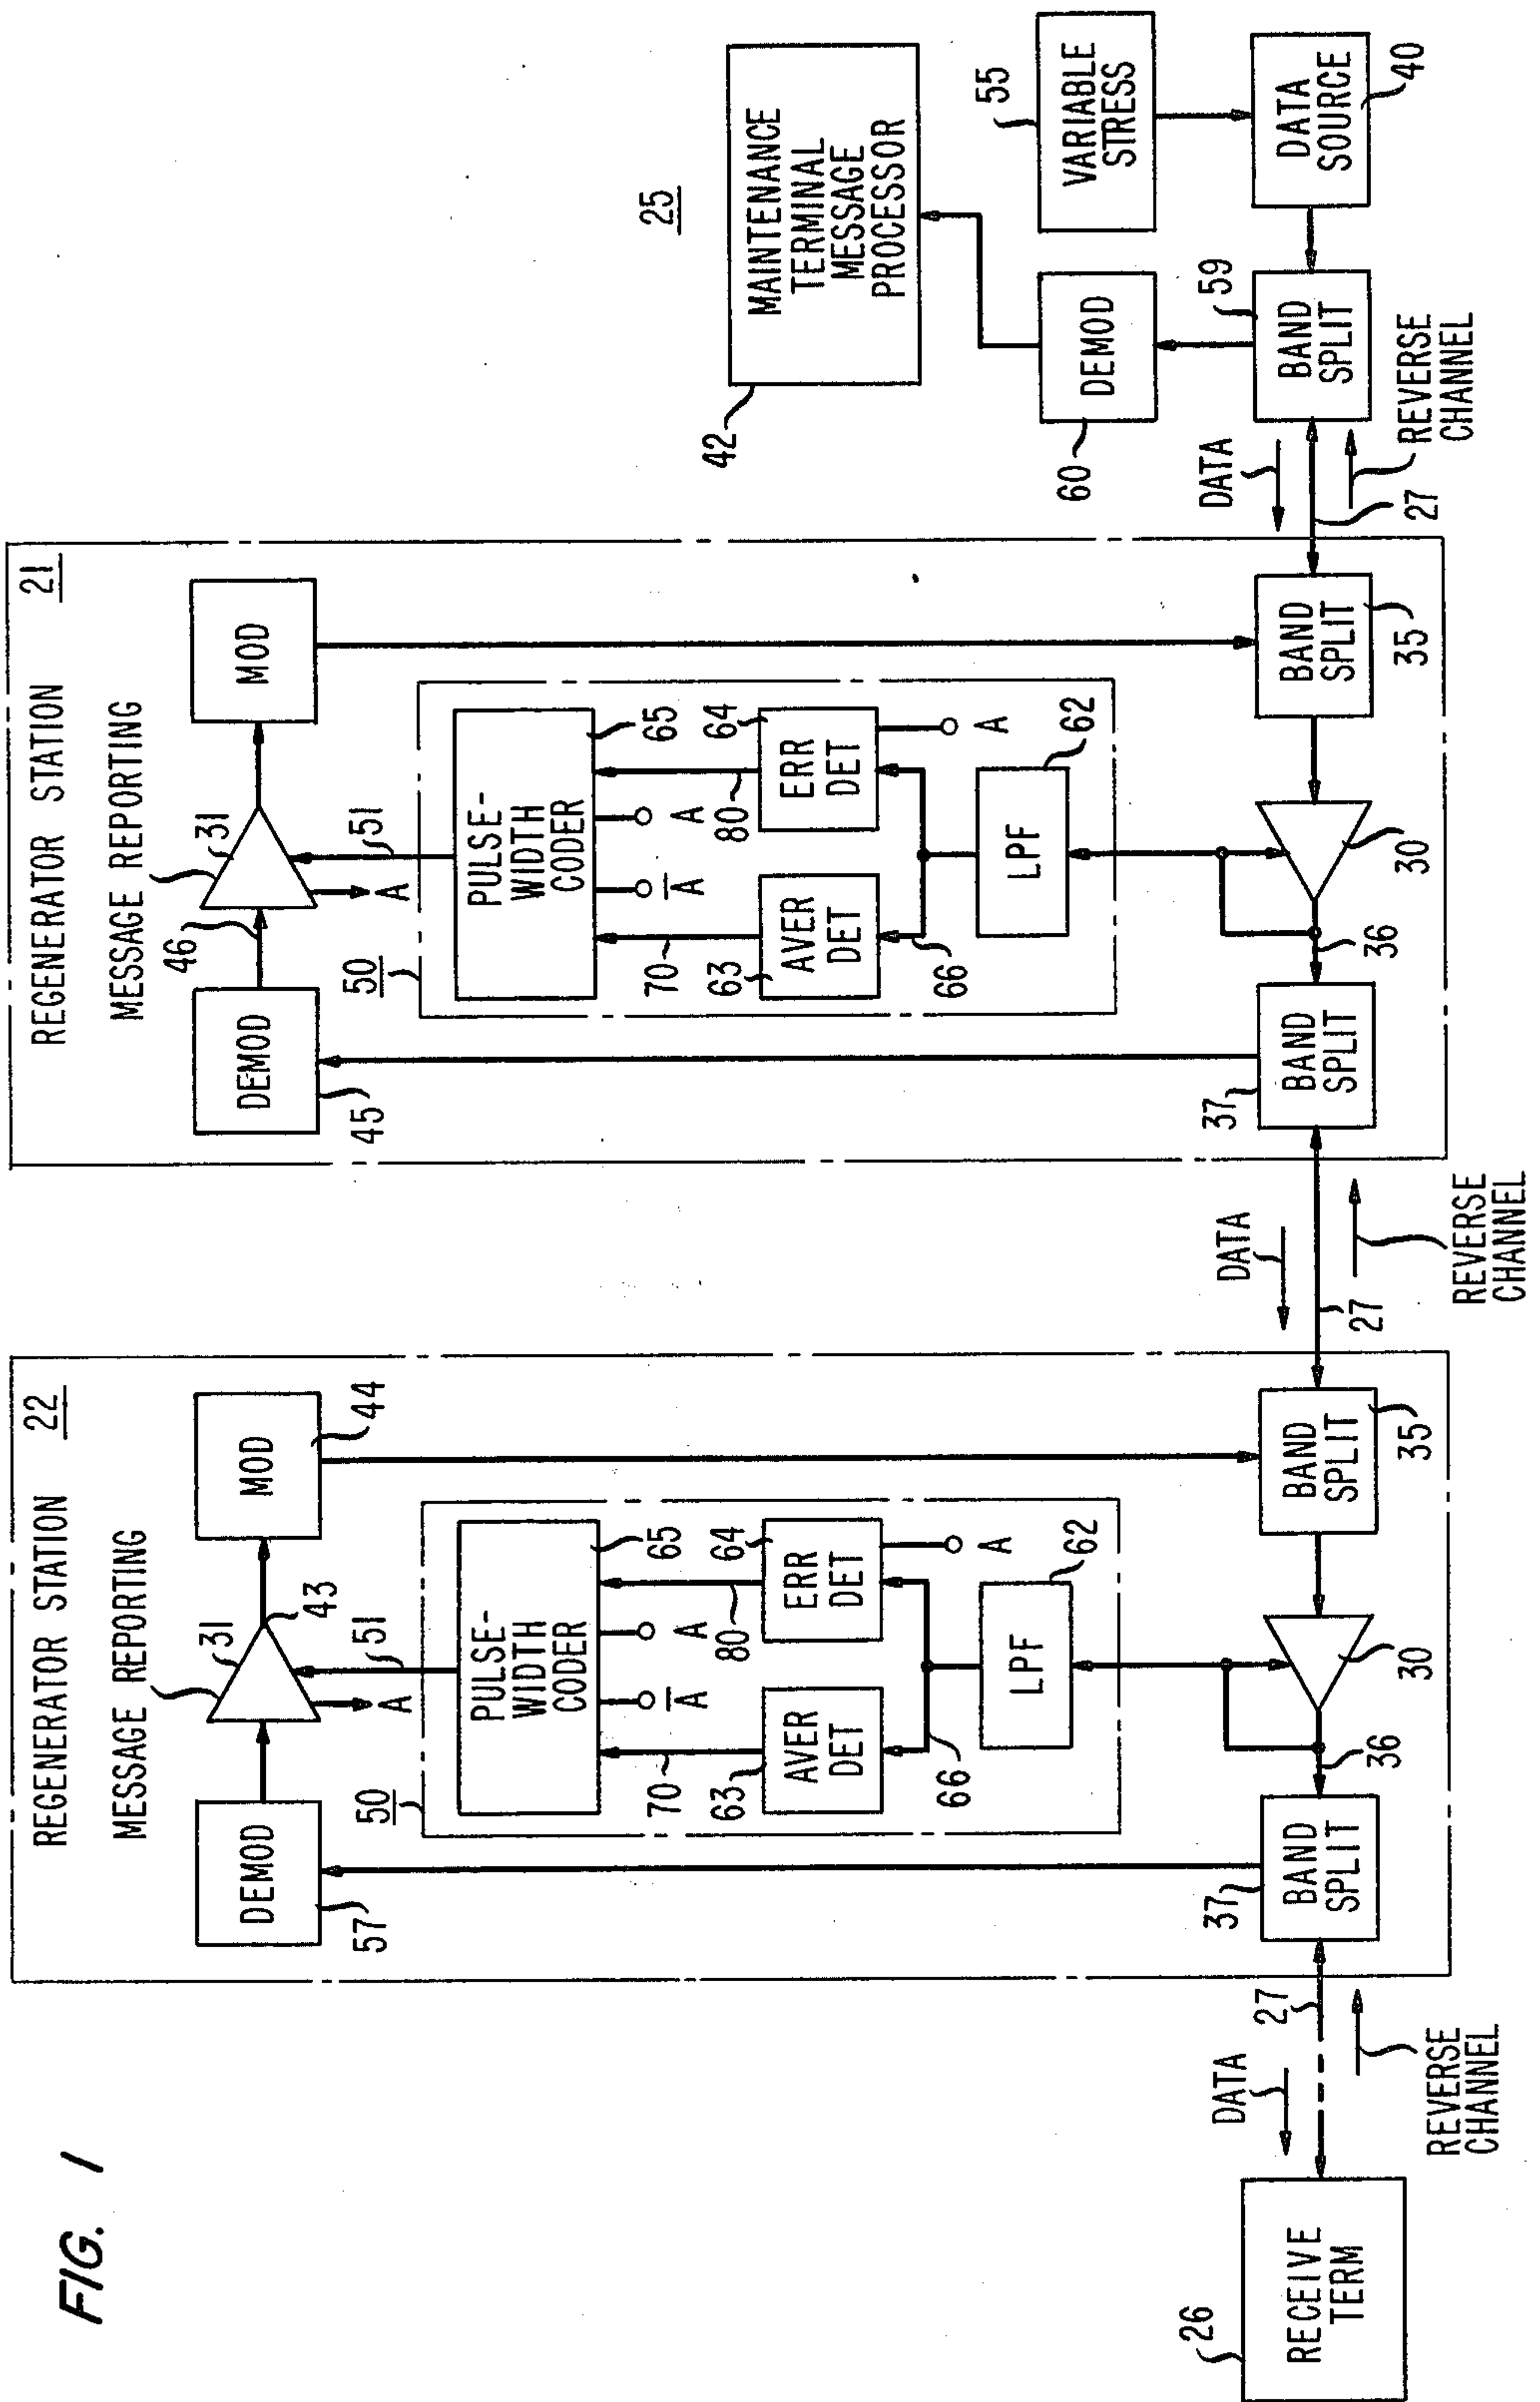 FIG. 1
REGENERATOR STATION
22
MESSAGE REPORTING
DEMOD
57
31
43
A
51
MOD
44
50
PULSE-
WIDTH
CODER
65
A̅
A
70
80
63
AVER
DET
64
ERR
DET
A
66
LPF
62
26
RECEIVE
TERM
DATA
27
REVERSE
CHANNEL
37
BAND
SPLIT
36
30
BAND
SPLIT
35
DATA
27
REVERSE
CHANNEL
REGENERATOR STATION
21
MESSAGE REPORTING
DEMOD
45
46
31
A
51
MOD
50
PULSE-
WIDTH
CODER
65
A̅
A
70
80
63
AVER
DET
64
ERR
DET
A
66
LPF
62
37
BAND
SPLIT
36
30
BAND
SPLIT
35
DATA
27
REVERSE
CHANNEL
25
42
MAINTENANCE
TERMINAL
MESSAGE
PROCESSOR
60
DEMOD
55
VARIABLE
STRESS
59
BAND
SPLIT
DATA
SOURCE
40